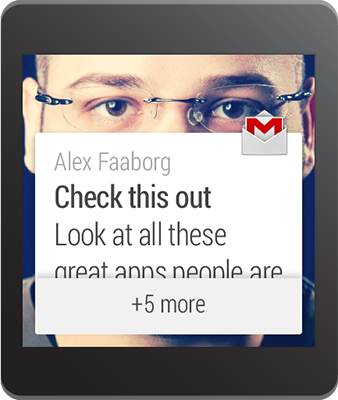 Alex Faaborg
Check this out
Look at all these
great apps people are
+5 more